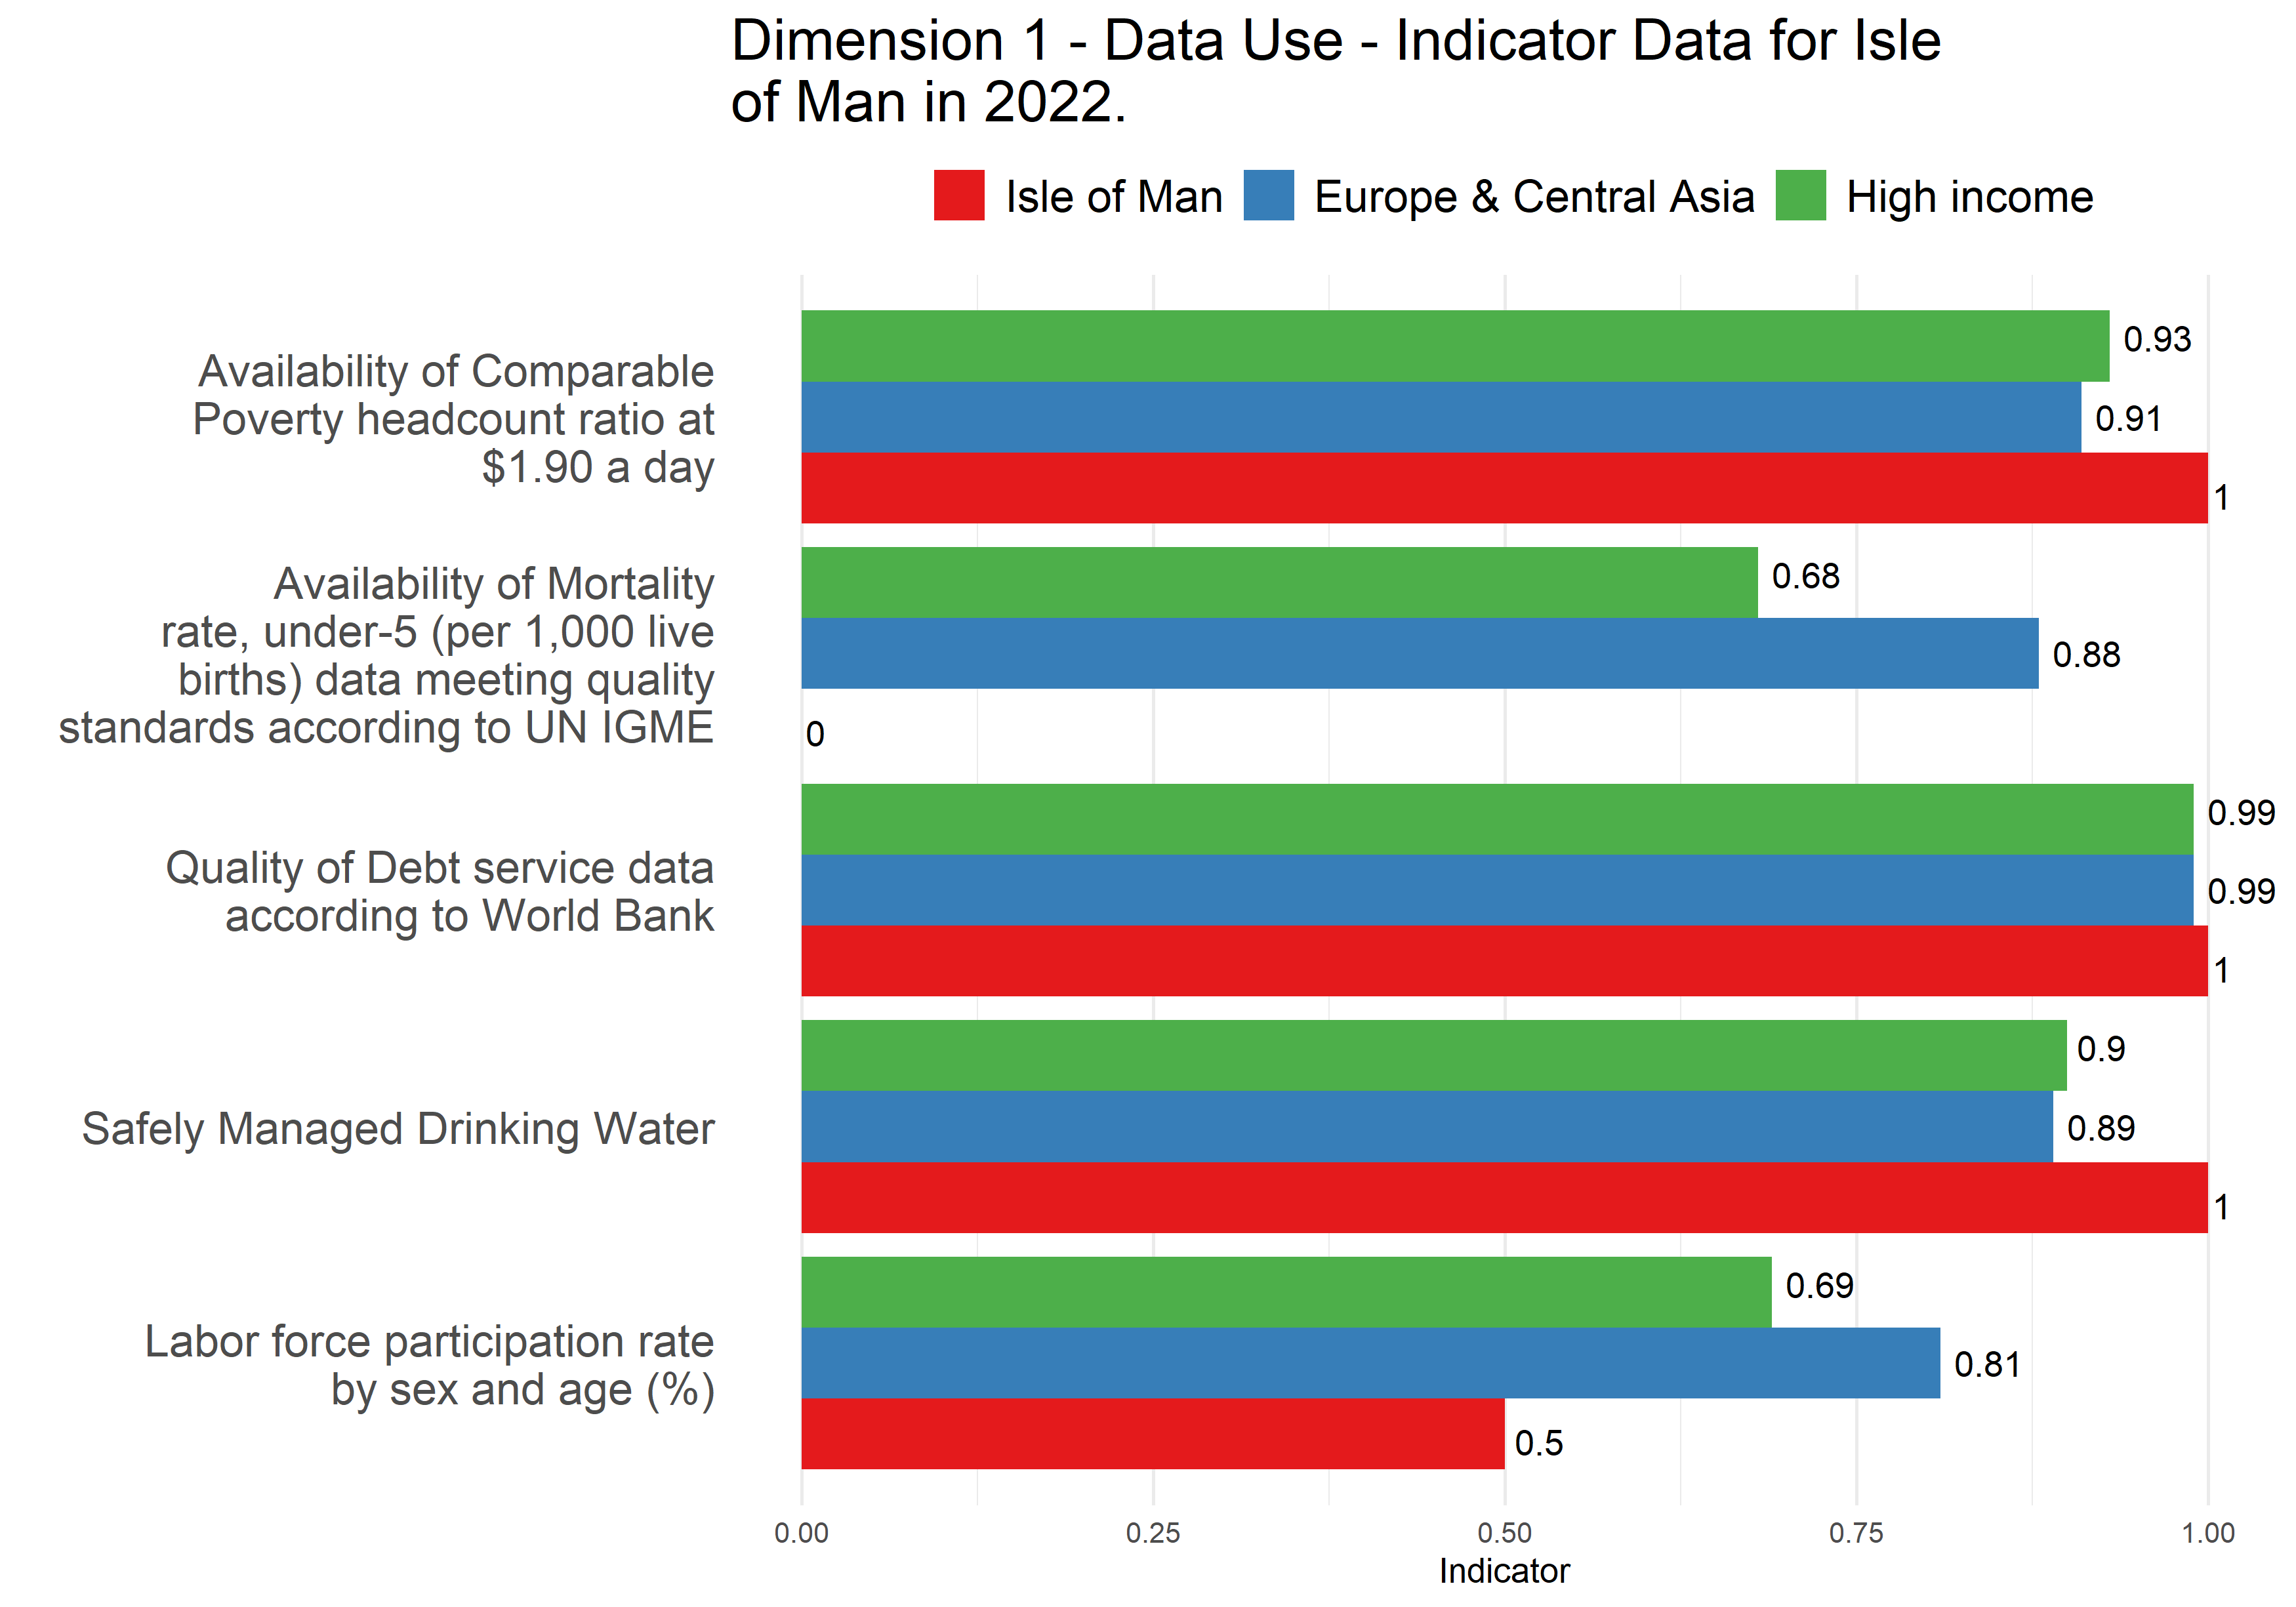 Dimension 1 - Data Use - Indicator Data for Isle
of Man in 2022.
Isle of Man
Europe & Central Asia
High income
Availability of Comparable
Poverty headcount ratio at
$1.90 a day
0.93
0.91
1
Availability of Mortality
rate, under-5 (per 1,000 live
births) data meeting quality
standards according to UN IGME
0.68
0.88
0
Quality of Debt service data
according to World Bank
0.99
0.99
1
Safely Managed Drinking Water
0.9
0.89
1
Labor force participation rate
by sex and age (%)
0.69
0.81
0.5
0.00
0.25
0.50
0.75
1.00
Indicator